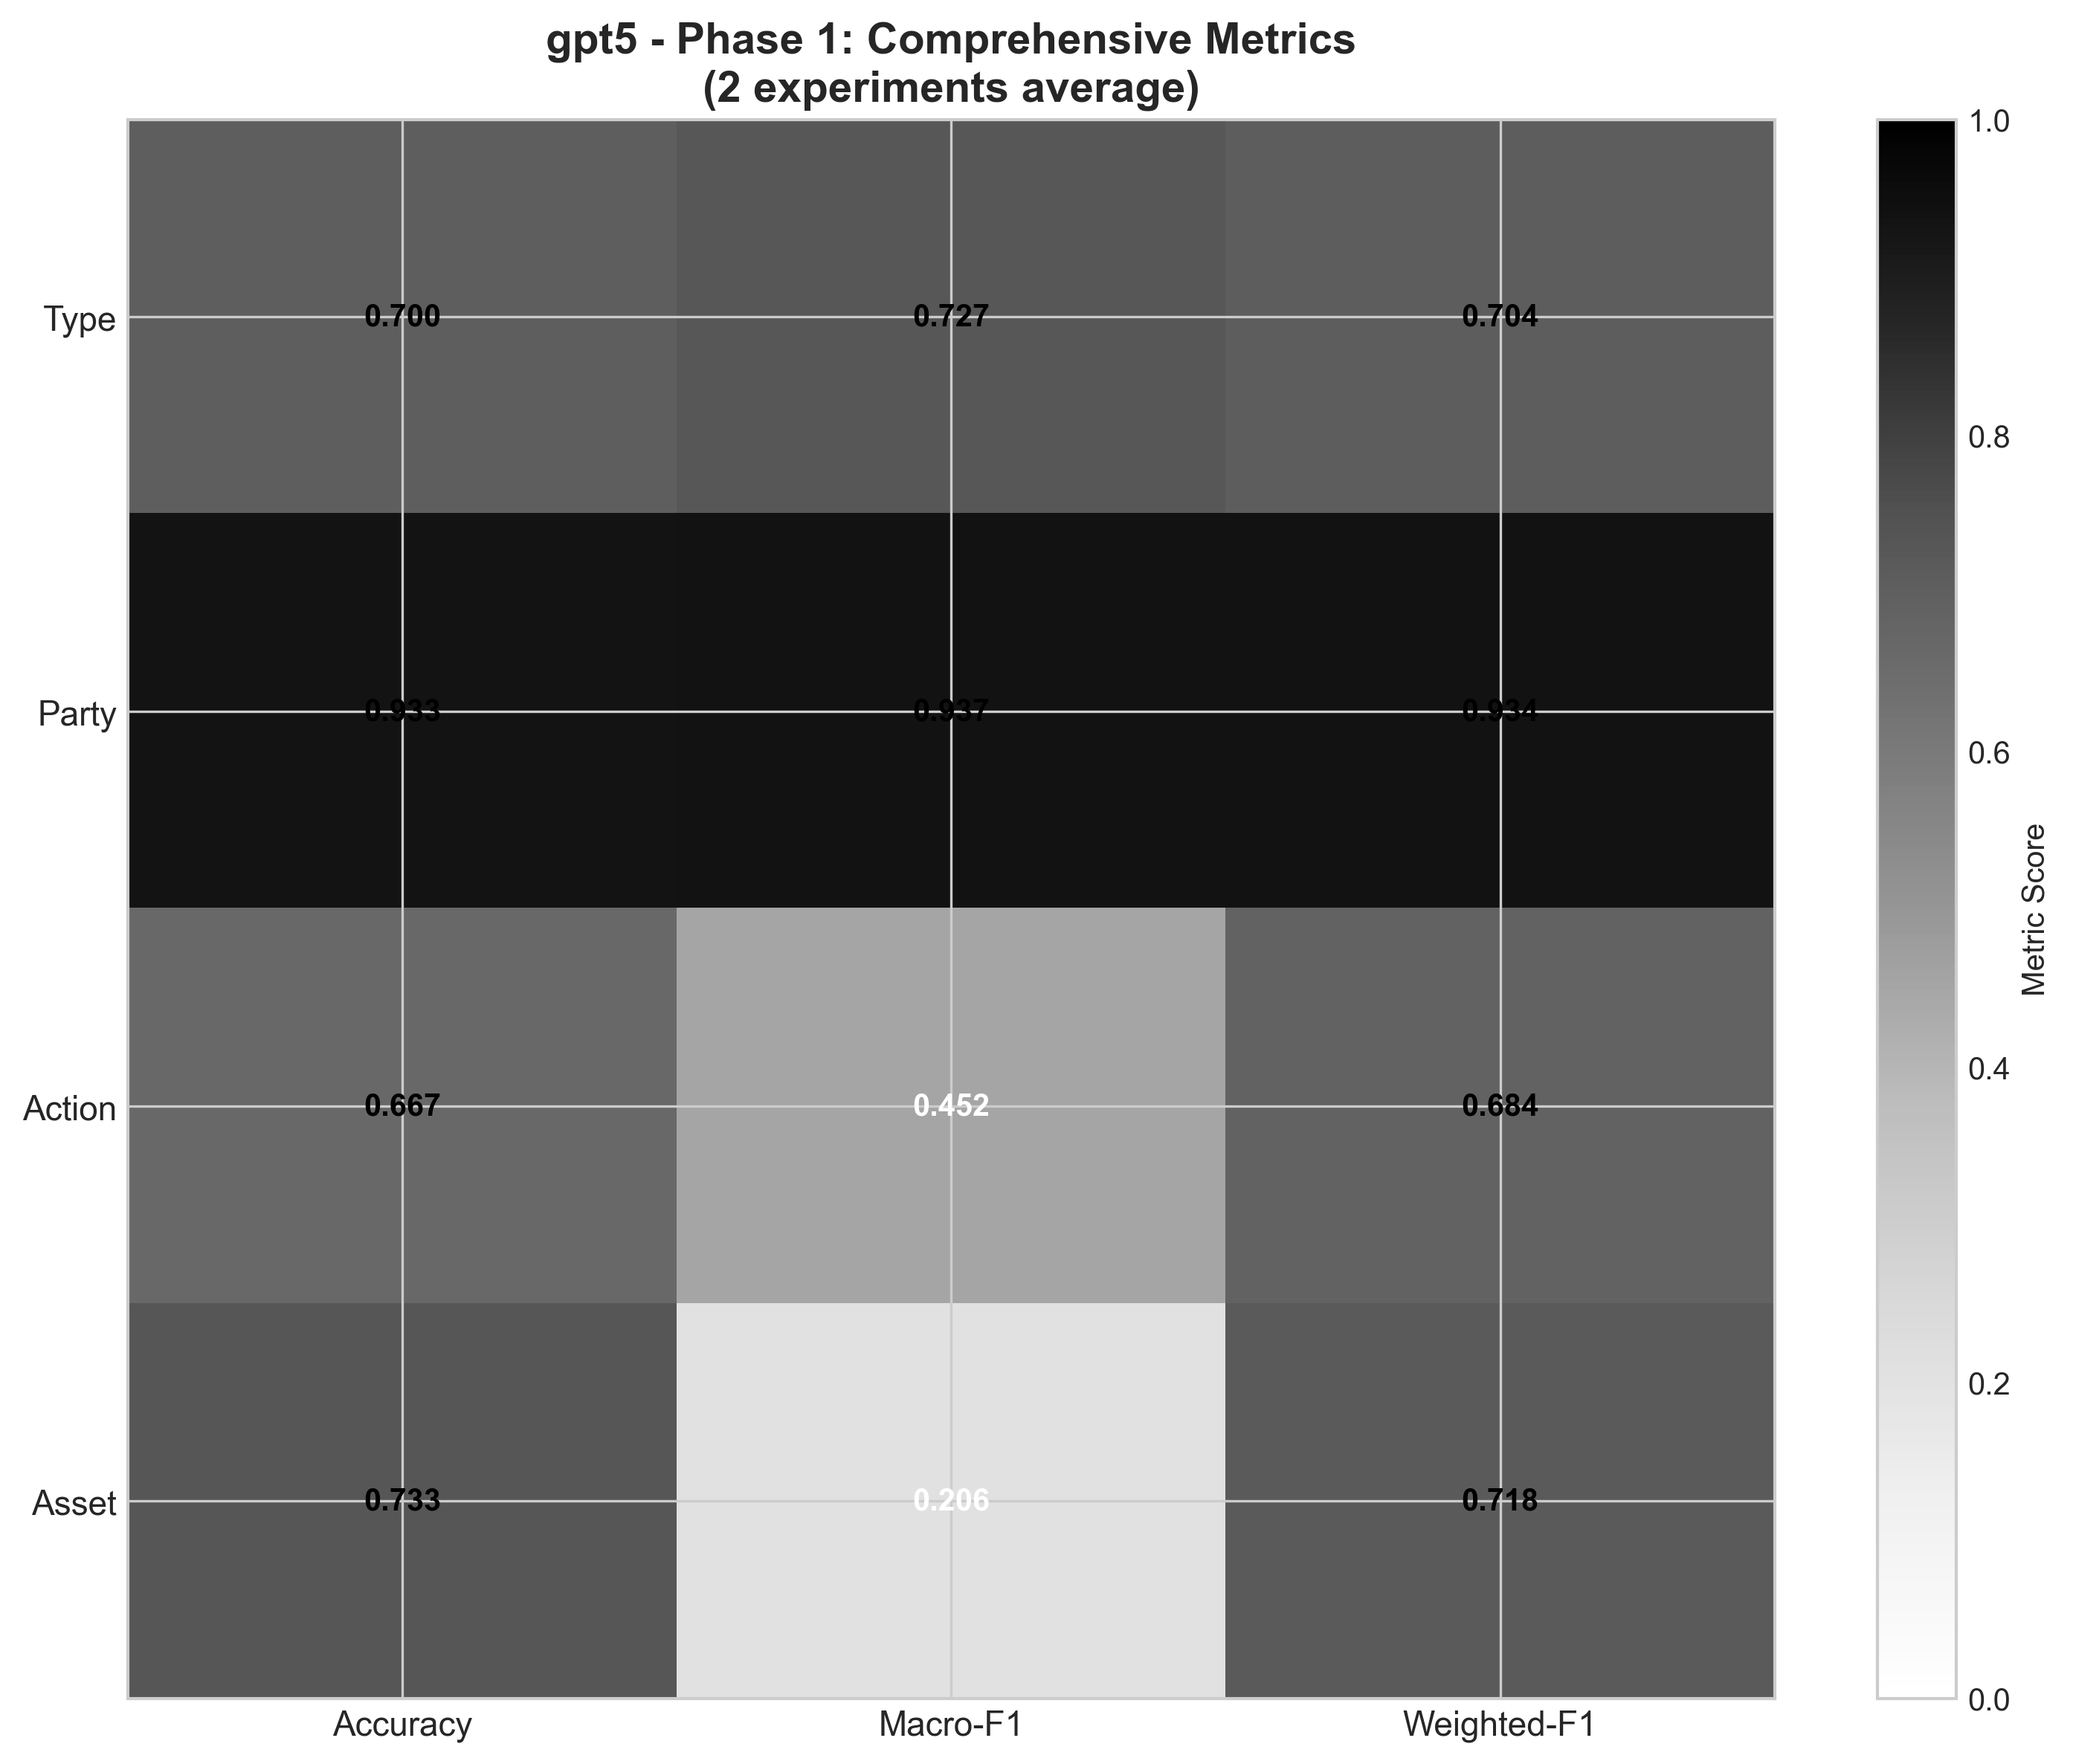 gpt5 - Phase 1: Comprehensive Metrics
(2 experiments average)
1.0
Type 0.700 0.727 0.704
0.8
Party 0.933 0.937 0.934
0.6
Metric Score
Action 0.667 0.452 0.684
0.4
0.2
Asset 0.733 0.206 0.718
0.0
Accuracy Macro-F1 Weighted-F1